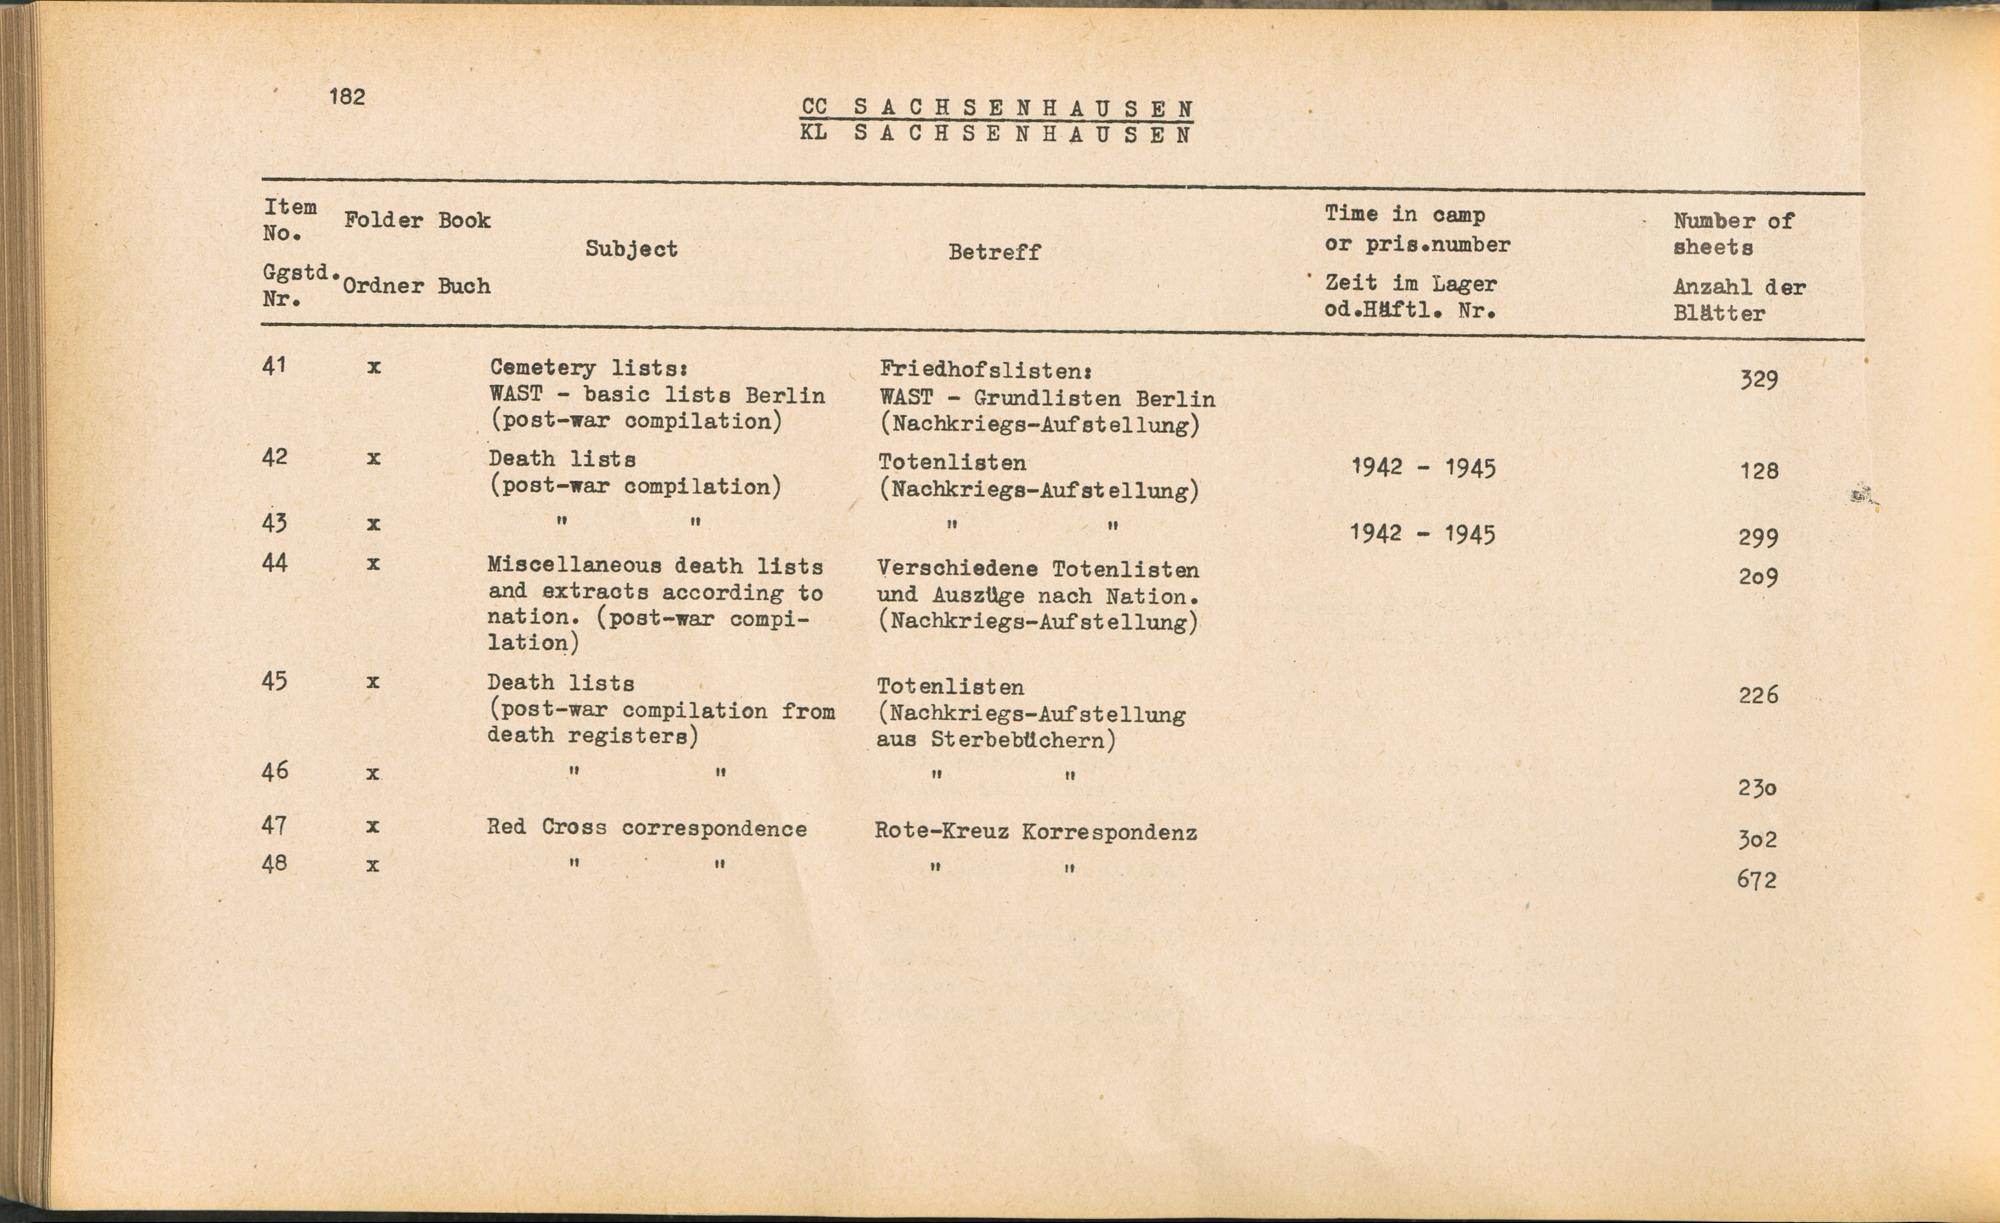 182
CC S A C H S E N H A U S E N
KL S A C H S E N H A U S E N
Item No. Folder Book Subject Betreff Time in camp or pris.number Number of sheets
Ggstd. Nr. Ordner Buch Zeit im Lager od.Häftl. Nr. Anzahl der Blätter
41 x Cemetery lists: Friedhofslisten: 329
WAST - basic lists Berlin WAST - Grundlisten Berlin
(post-war compilation) (Nachkriegs-Aufstellung)
42 x Death lists Totenlisten 1942 - 1945 128
(post-war compilation) (Nachkriegs-Aufstellung)
43 x " " " " 1942 - 1945 299
44 x Miscellaneous death lists Verschiedene Totenlisten 209
and extracts according to und Auszüge nach Nation.
nation. (post-war compi- (Nachkriegs-Aufstellung)
lation)
45 x Death lists Totenlisten 226
(post-war compilation from (Nachkriegs-Aufstellung
death registers) aus Sterbebüchern)
46 x " " " " 230
47 x Red Cross correspondence Rote-Kreuz Korrespondenz 302
48 x " " " " 672